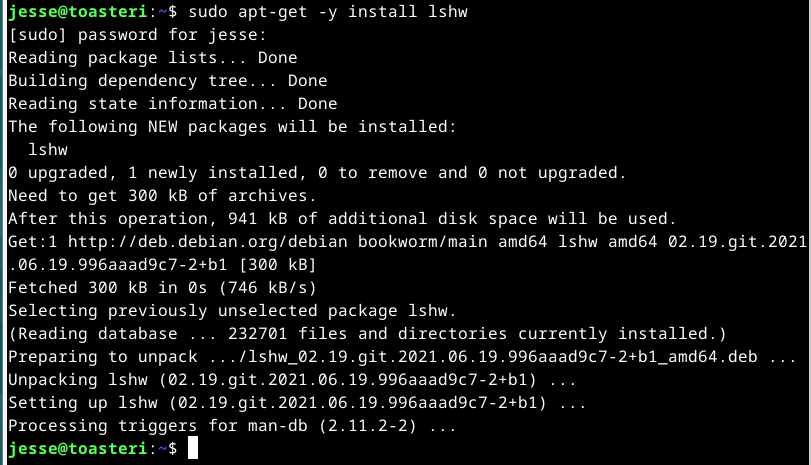 jesse@toasteri:~$ sudo apt-get -y install lshw
[sudo] password for jesse:
Reading package lists... Done
Building dependency tree... Done
Reading state information... Done
The following NEW packages will be installed:
  lshw
0 upgraded, 1 newly installed, 0 to remove and 0 not upgraded.
Need to get 300 kB of archives.
After this operation, 941 kB of additional disk space will be used.
Get:1 http://deb.debian.org/debian bookworm/main amd64 lshw amd64 02.19.git.2021
.06.19.996aaad9c7-2+b1 [300 kB]
Fetched 300 kB in 0s (746 kB/s)
Selecting previously unselected package lshw.
(Reading database ... 232701 files and directories currently installed.)
Preparing to unpack .../lshw_02.19.git.2021.06.19.996aaad9c7-2+b1_amd64.deb ...
Unpacking lshw (02.19.git.2021.06.19.996aaad9c7-2+b1) ...
Setting up lshw (02.19.git.2021.06.19.996aaad9c7-2+b1) ...
Processing triggers for man-db (2.11.2-2) ...
jesse@toasteri:~$